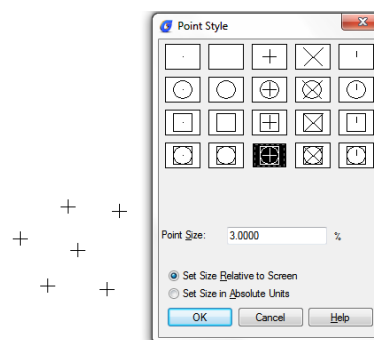 Point Style
Point Size: 3.0000 %
Set Size Relative to Screen
Set Size in Absolute Units
OK Cancel Help